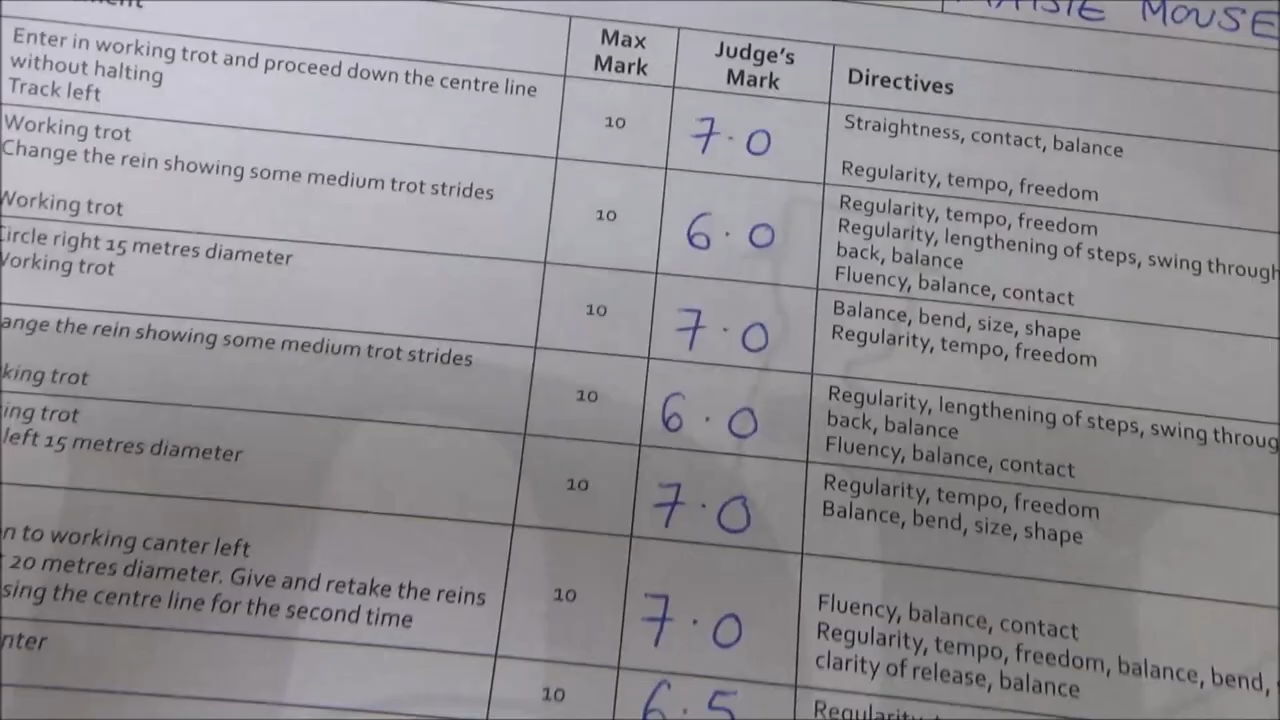 MOUSE
Max Mark
Judge's Mark
Directives
Enter in working trot and proceed down the centre line
without halting
Track left
10
7.0
Straightness, contact, balance
Regularity, tempo, freedom
Working trot
Change the rein showing some medium trot strides
Working trot
10
6.0
Regularity, tempo, freedom
Regularity, lengthening of steps, swing through
back, balance
Fluency, balance, contact
Circle right 15 metres diameter
Working trot
10
7.0
Balance, bend, size, shape
Regularity, tempo, freedom
ange the rein showing some medium trot strides
king trot
10
6.0
Regularity, lengthening of steps, swing throug
back, balance
Fluency, balance, contact
ing trot
left 15 metres diameter
10
7.0
Regularity, tempo, freedom
Balance, bend, size, shape
n to working canter left
20 metres diameter. Give and retake the reins
sing the centre line for the second time
10
7.0
Fluency, balance, contact
Regularity, tempo, freedom, balance, bend,
clarity of release, balance
nter
10
6.5
Regularity